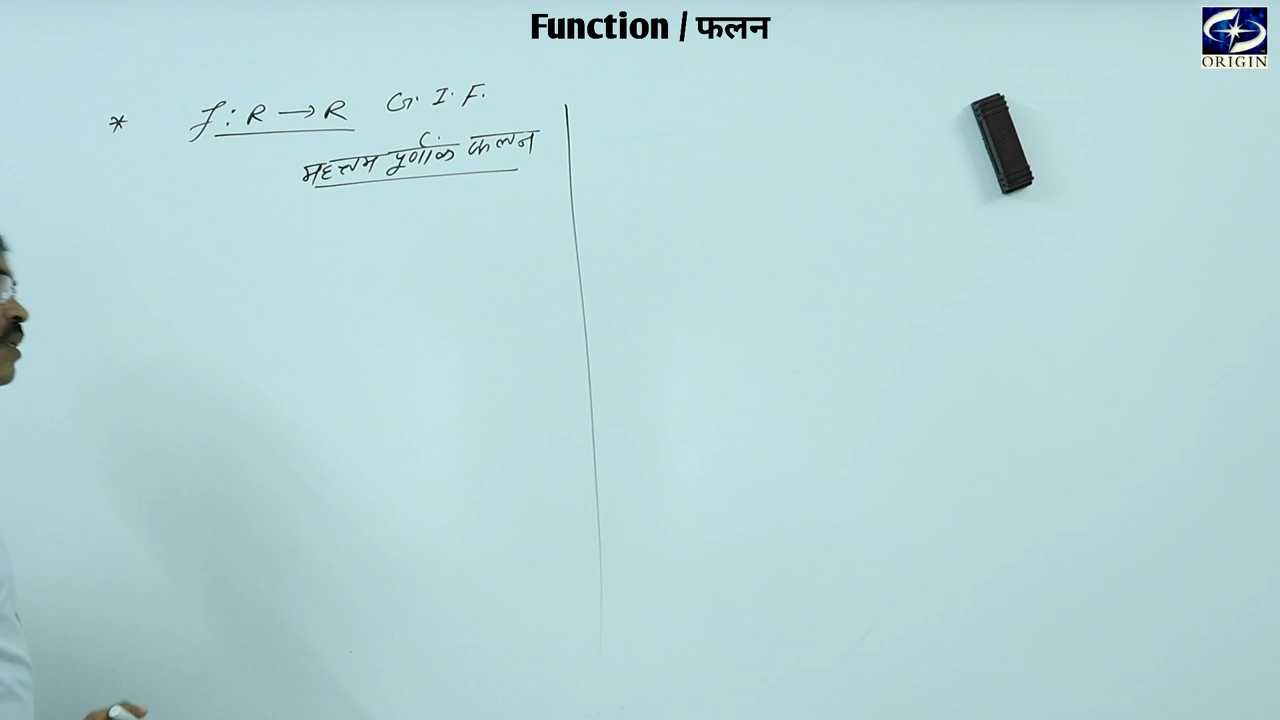 Function / फलन
ORIGIN
* f : R → R G. I. F.
महत्तम पूर्णांक फलन